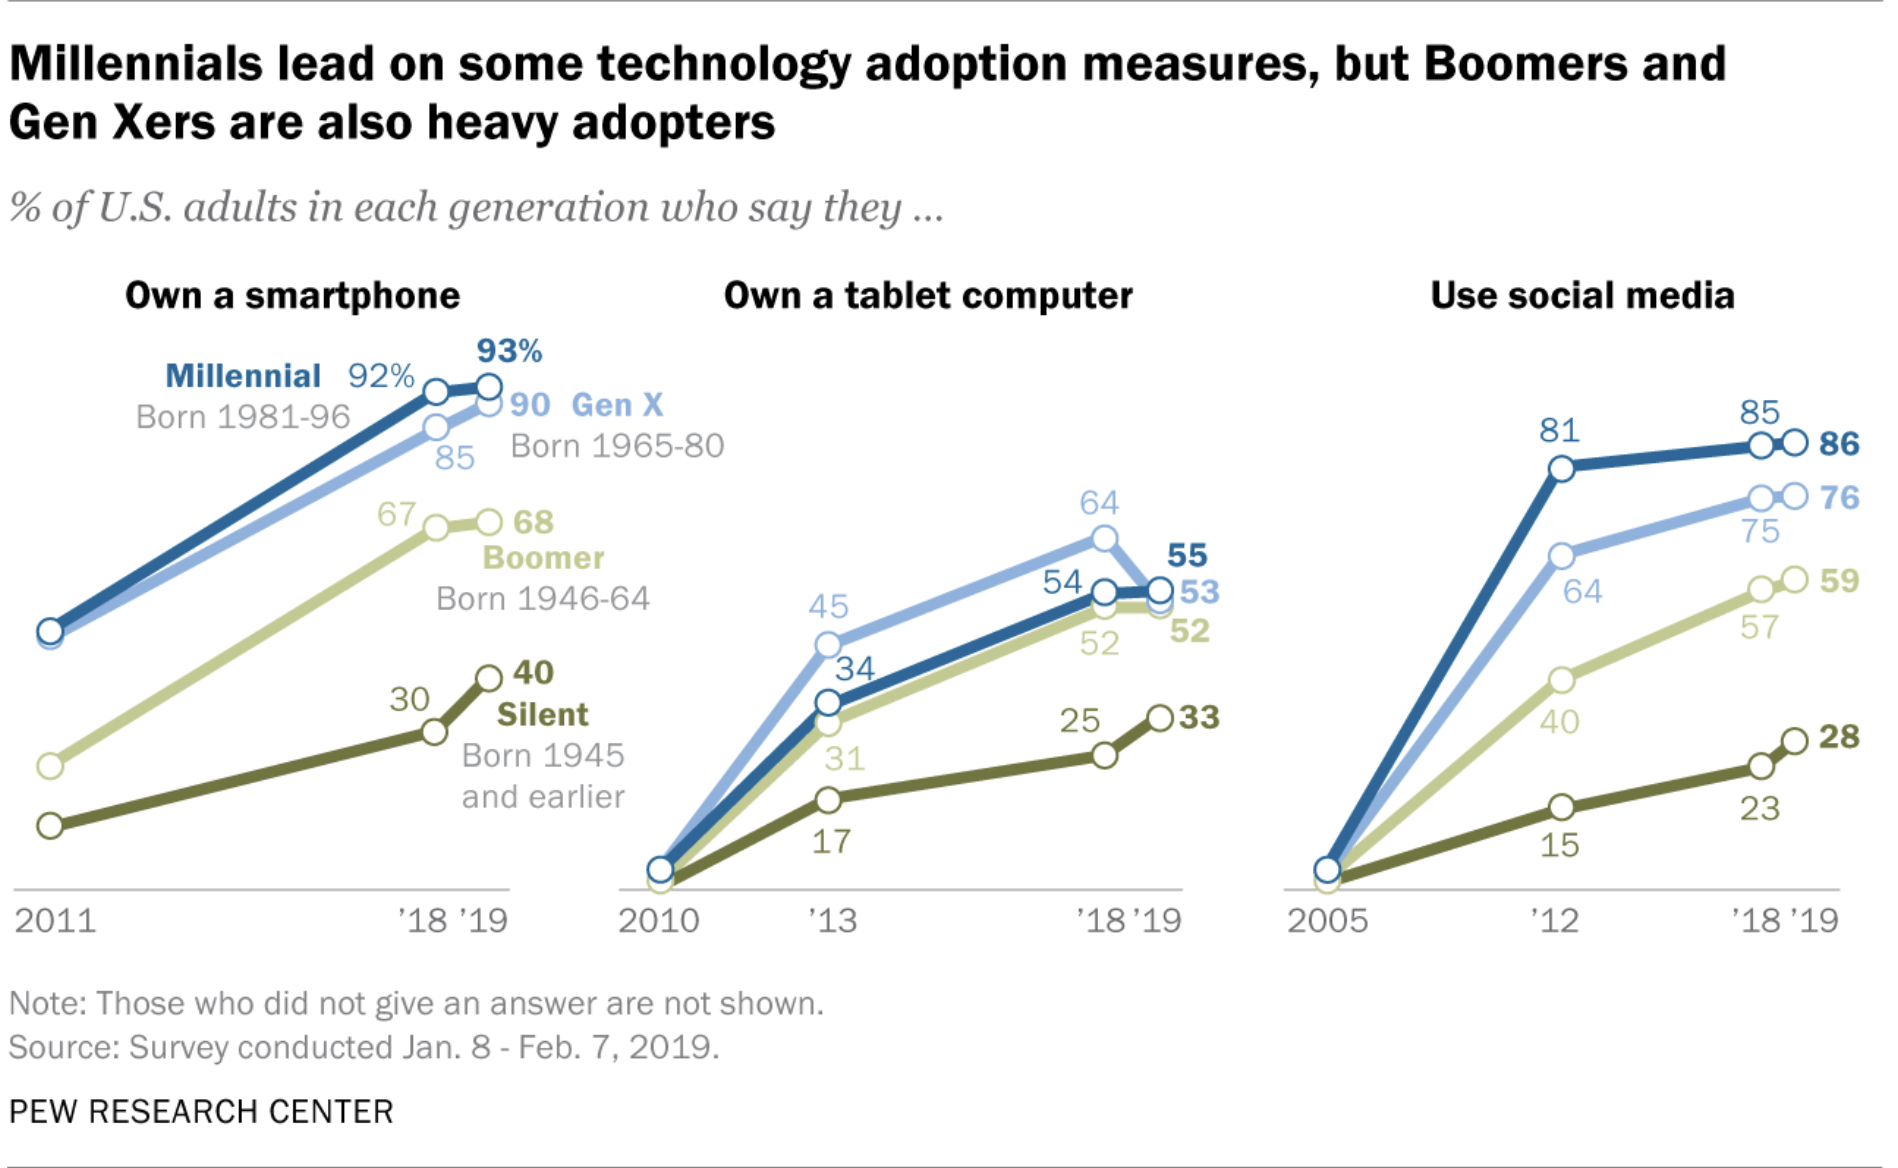 Millennials lead on some technology adoption measures, but Boomers and
Gen Xers are also heavy adopters
% of U.S. adults in each generation who say they ...
Own a smartphone
Millennial
Born 1981-96
92%
93%
90
Gen X
Born 1965-80
85
67
68
Boomer
Born 1946-64
30
40
Silent
Born 1945
and earlier
2011
’18
’19
Own a tablet computer
64
45
34
31
17
54
52
25
55
53
52
33
2010
’13
’18
’19
Use social media
81
64
40
15
85
75
57
23
86
76
59
28
2005
’12
’18
’19
Note: Those who did not give an answer are not shown.
Source: Survey conducted Jan. 8 - Feb. 7, 2019.
PEW RESEARCH CENTER